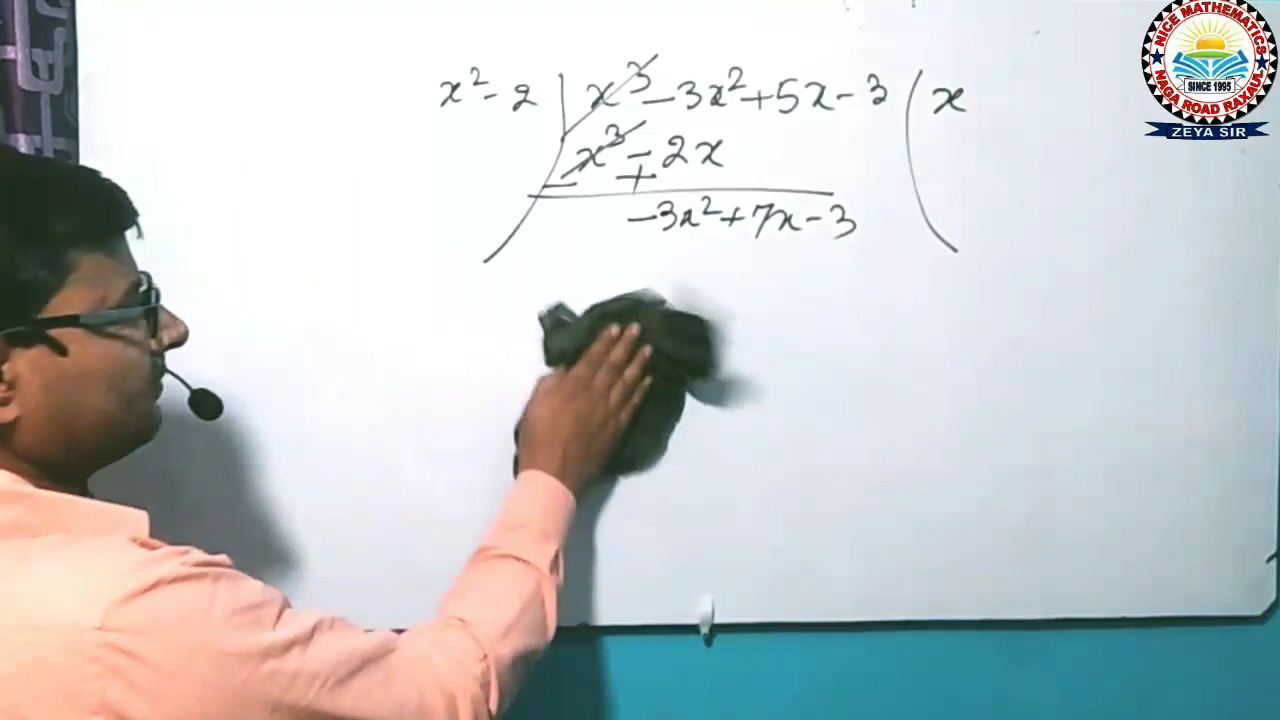 x² - 2 ) x³ - 3x² + 5x - 3 ( x
x³ - 2x
- +
-3x² + 7x - 3
NICE MATHEMATICS
SINCE 1995
NAGA ROAD RAXAUL
ZEYA SIR